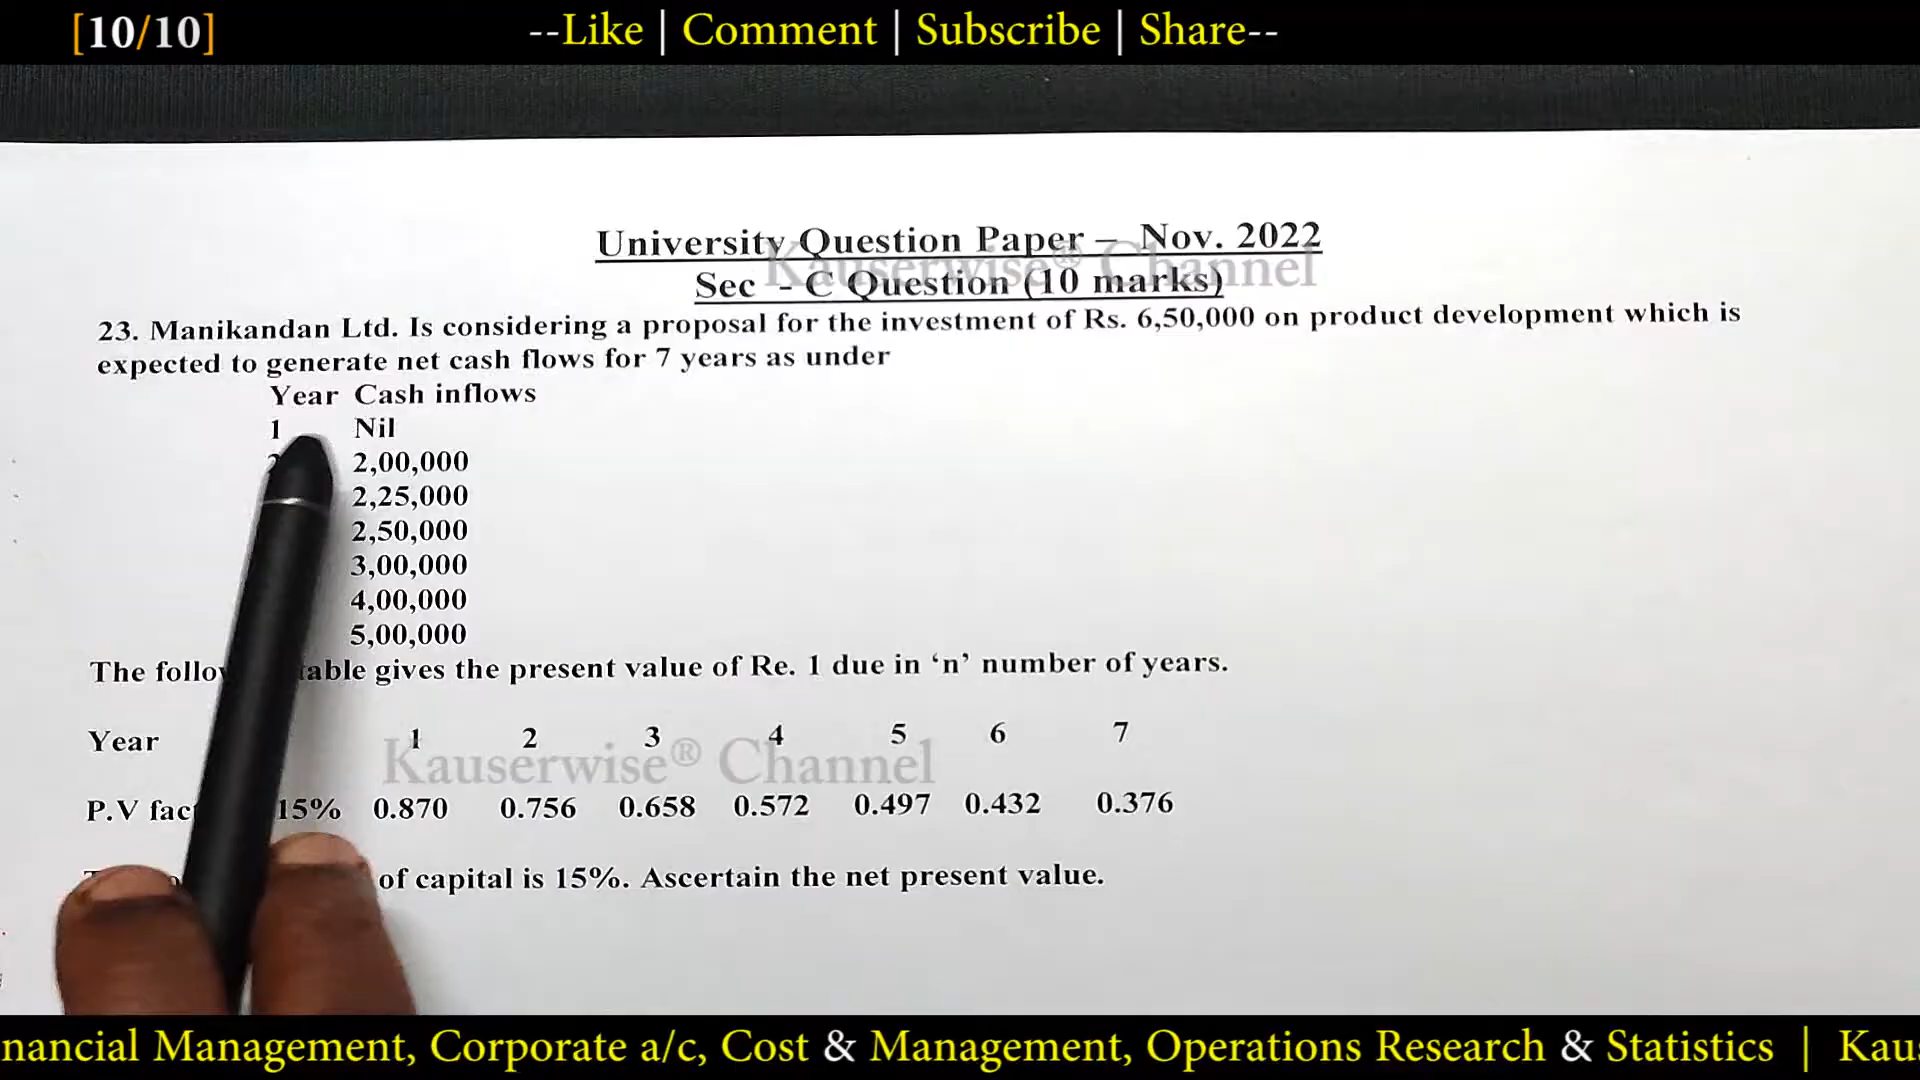 [10/10]
--Like | Comment | Subscribe | Share--
University Question Paper – Nov. 2022
Kauserwise® Channel
Sec - C Question (10 marks)
23. Manikandan Ltd. Is considering a proposal for the investment of Rs. 6,50,000 on product development which is
expected to generate net cash flows for 7 years as under
Year Cash inflows
1 Nil
2 2,00,000
2,25,000
2,50,000
3,00,000
4,00,000
5,00,000
The gives the present value of Re. 1 due in ‘n’ number of years.
Year 1 2 3 4 5 6 7
Kauserwise® Channel
P.V 15% 0.870 0.756 0.658 0.572 0.497 0.432 0.376
of capital is 15%. Ascertain the net present value.
Management, Corporate a/c, Cost & Management, Operations Research & Statistics |